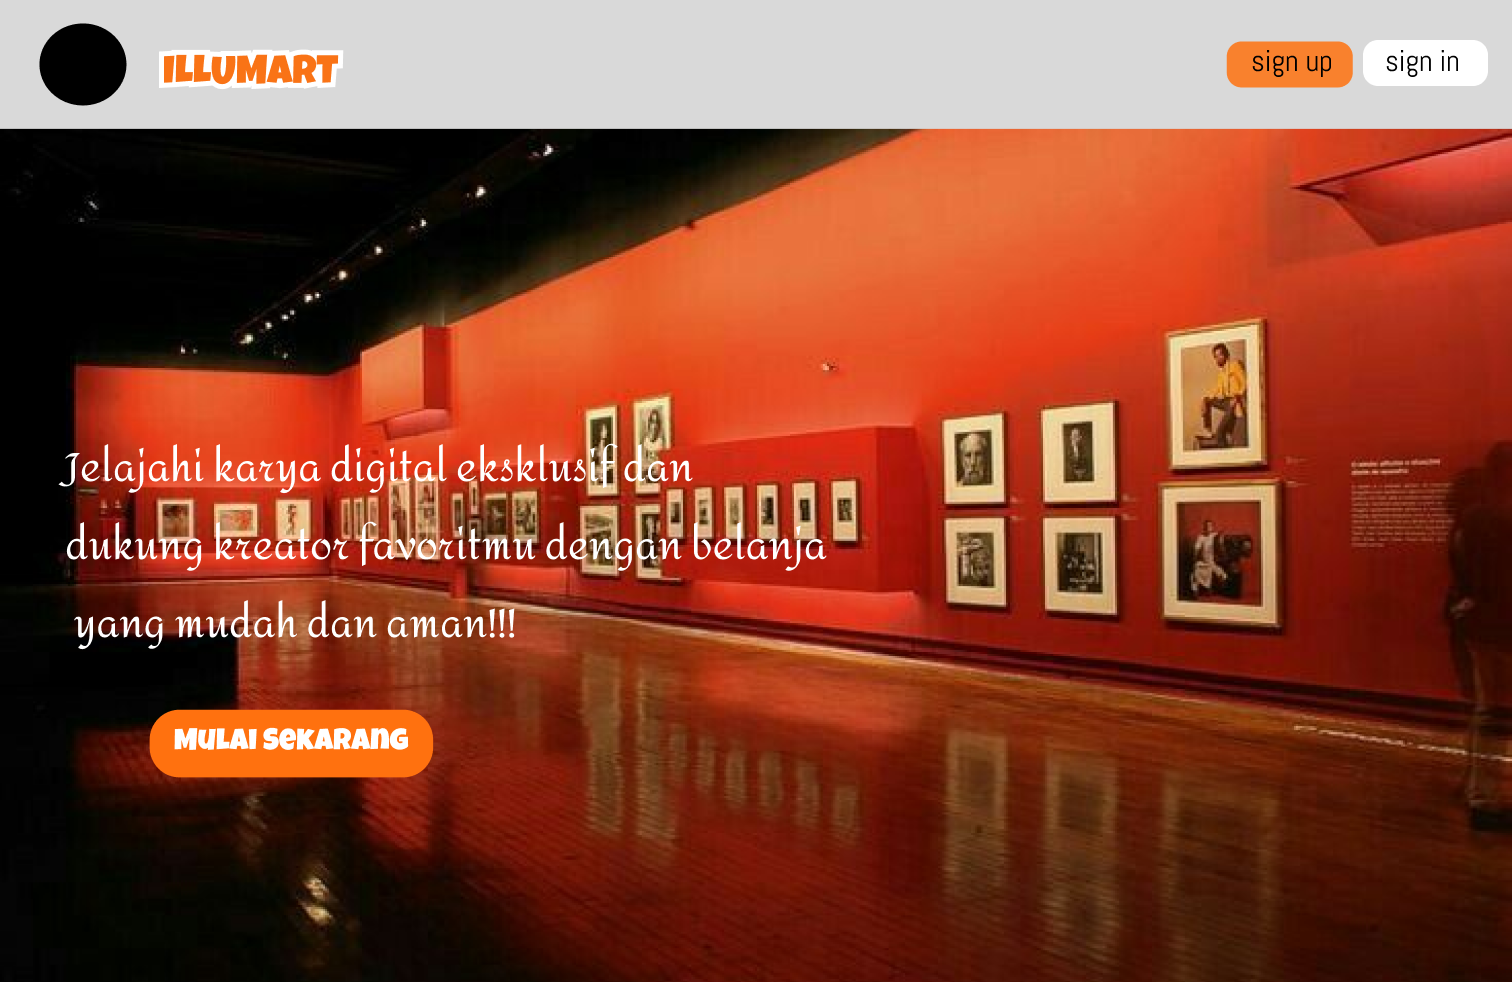 ILLUMART
sign up
sign in
Jelajahi karya digital eksklusif dan
dukung kreator favoritmu dengan belanja
yang mudah dan aman!!!
Mulai Sekarang